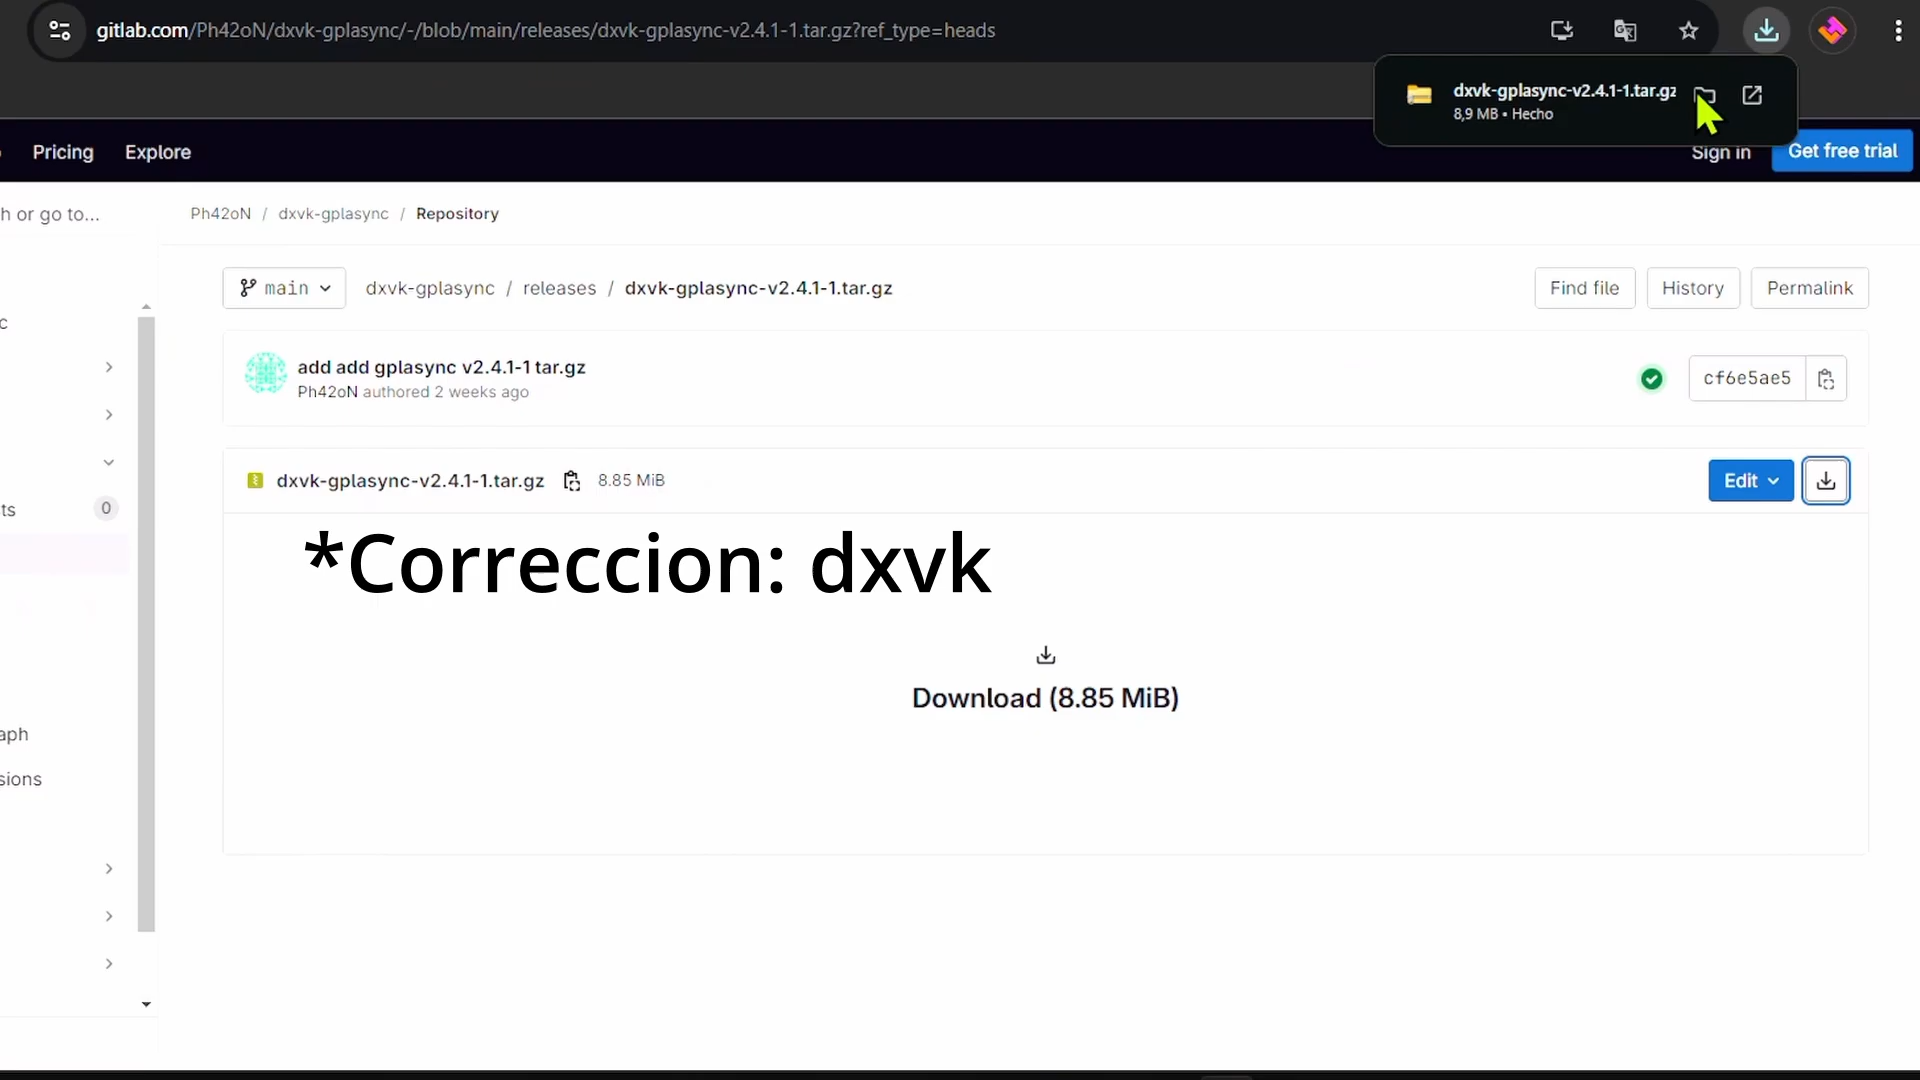 gitlab.com/Ph42oN/dxvk-gplasync/-/blob/main/releases/dxvk-gplasync-v2.4.1-1.tar.gz?ref_type=heads
dxvk-gplasync-v2.4.1-1.tar.gz
8,9 MB • Hecho
Pricing
Explore
Sign in
Get free trial
h or go to...
Ph42oN / dxvk-gplasync / Repository
main
dxvk-gplasync / releases / dxvk-gplasync-v2.4.1-1.tar.gz
Find file
History
Permalink
c
add add gplasync v2.4.1-1 tar.gz
Ph42oN authored 2 weeks ago
cf6e5ae5
dxvk-gplasync-v2.4.1-1.tar.gz
8.85 MiB
Edit
ts
0
*Correccion: dxvk
Download (8.85 MiB)
aph
sions